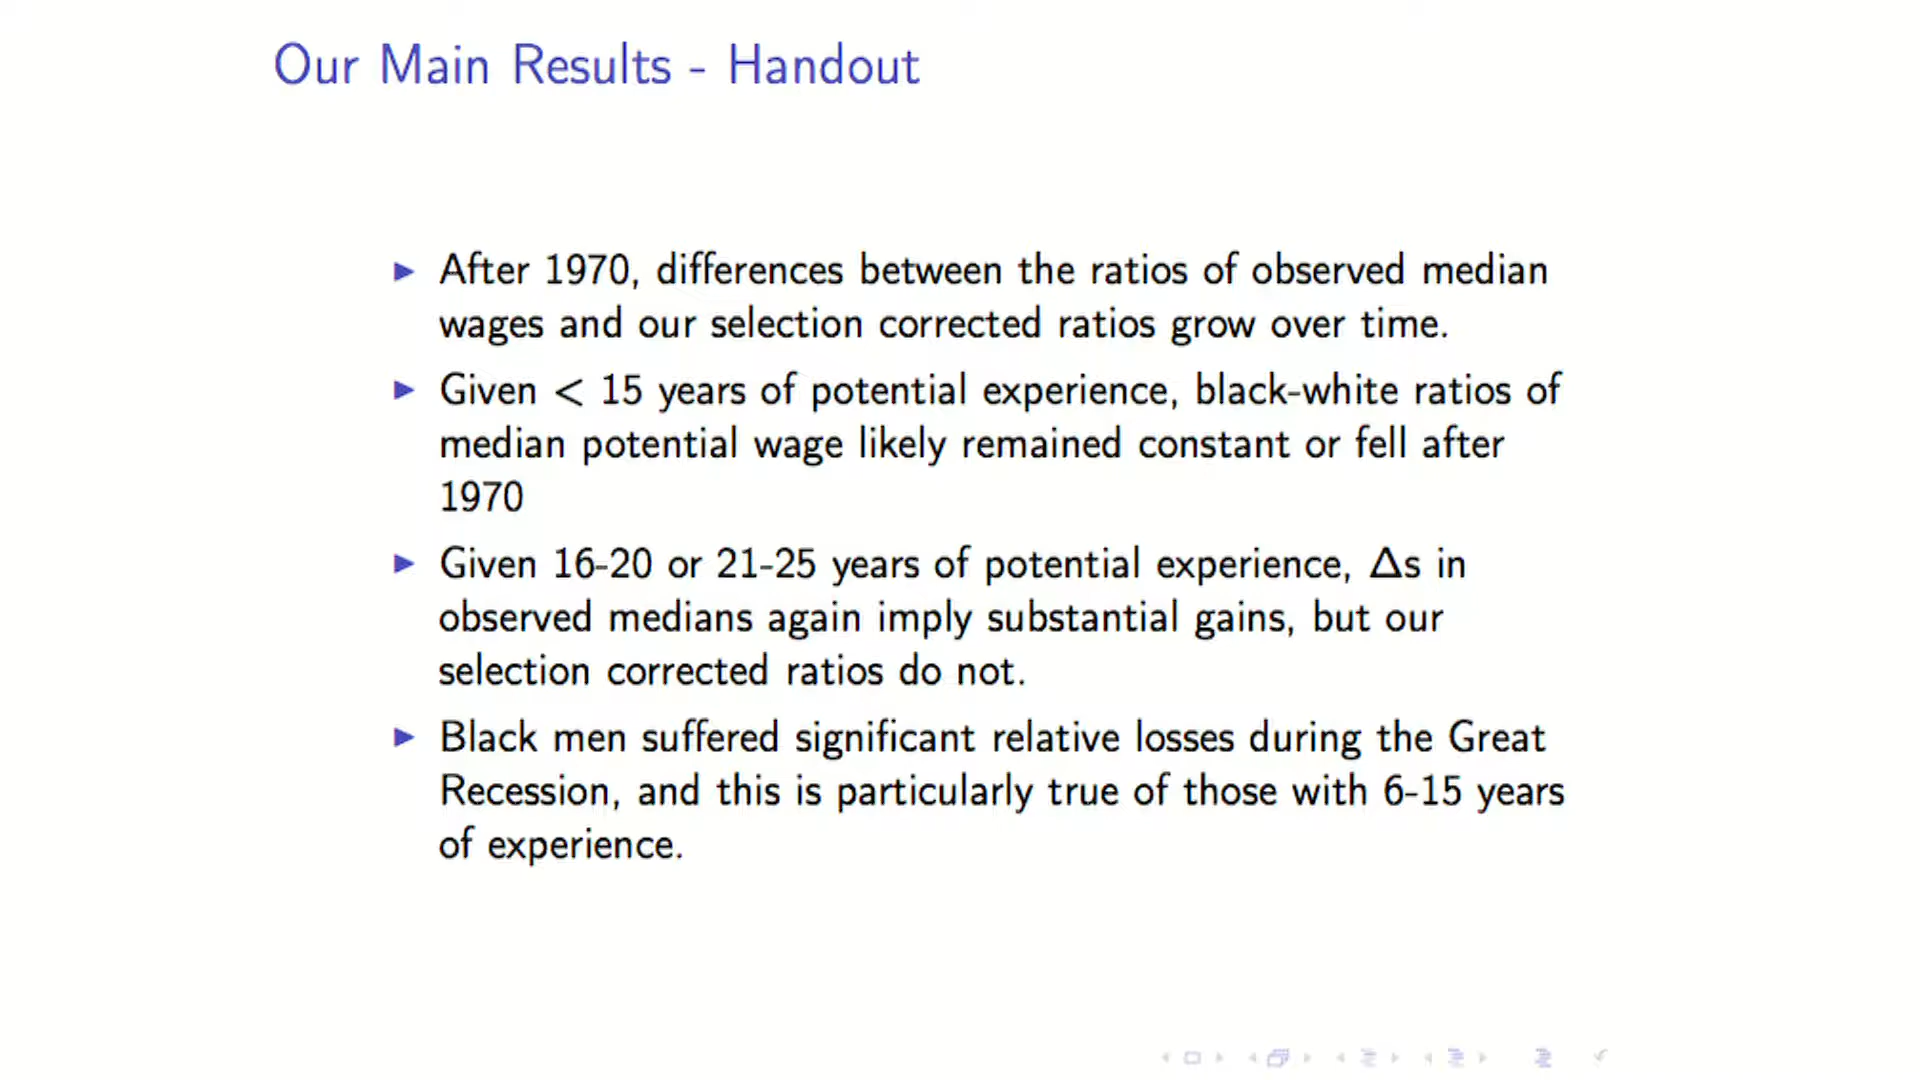 Our Main Results - Handout
After 1970, differences between the ratios of observed median
wages and our selection corrected ratios grow over time.
Given < 15 years of potential experience, black-white ratios of
median potential wage likely remained constant or fell after
1970
Given 16-20 or 21-25 years of potential experience, Δs in
observed medians again imply substantial gains, but our
selection corrected ratios do not.
Black men suffered significant relative losses during the Great
Recession, and this is particularly true of those with 6-15 years
of experience.